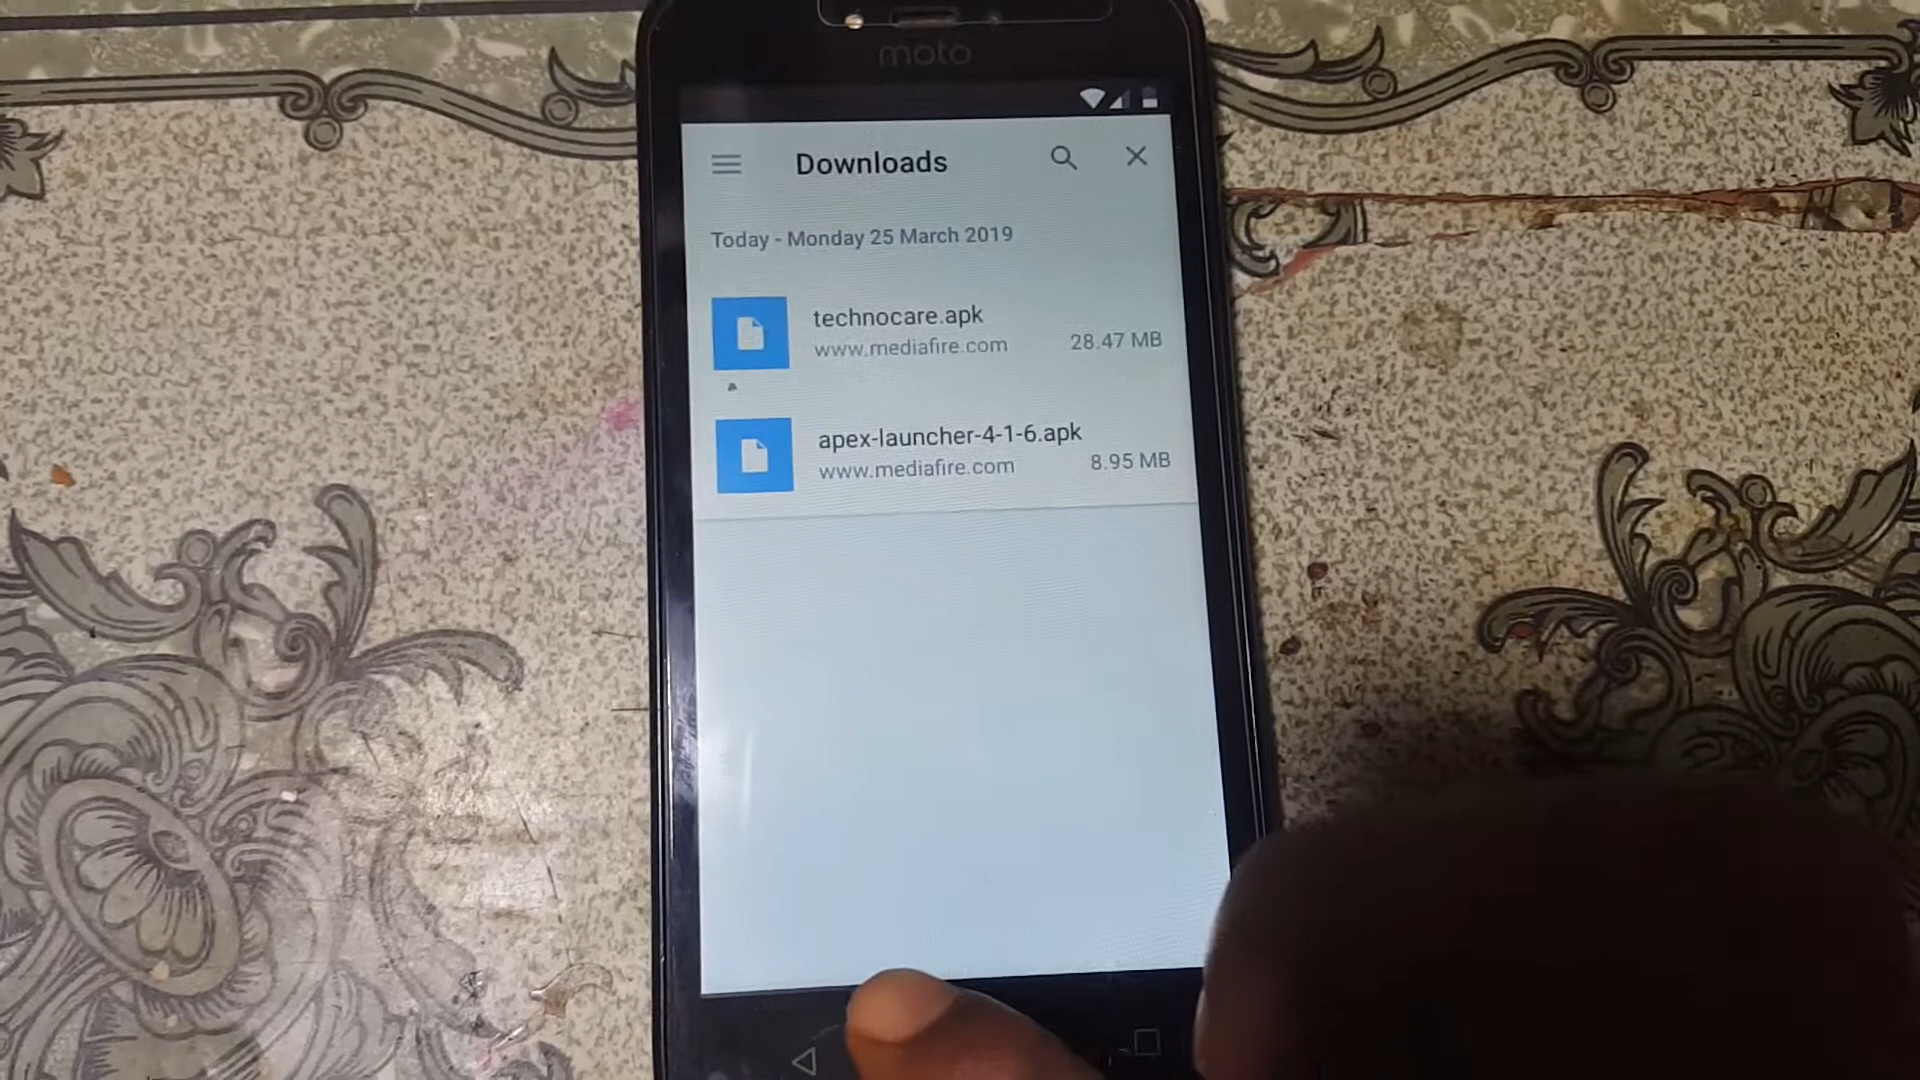 moto
Downloads
Today - Monday 25 March 2019
technocare.apk
www.mediafire.com 28.47 MB
apex-launcher-4-1-6.apk
www.mediafire.com 8.95 MB